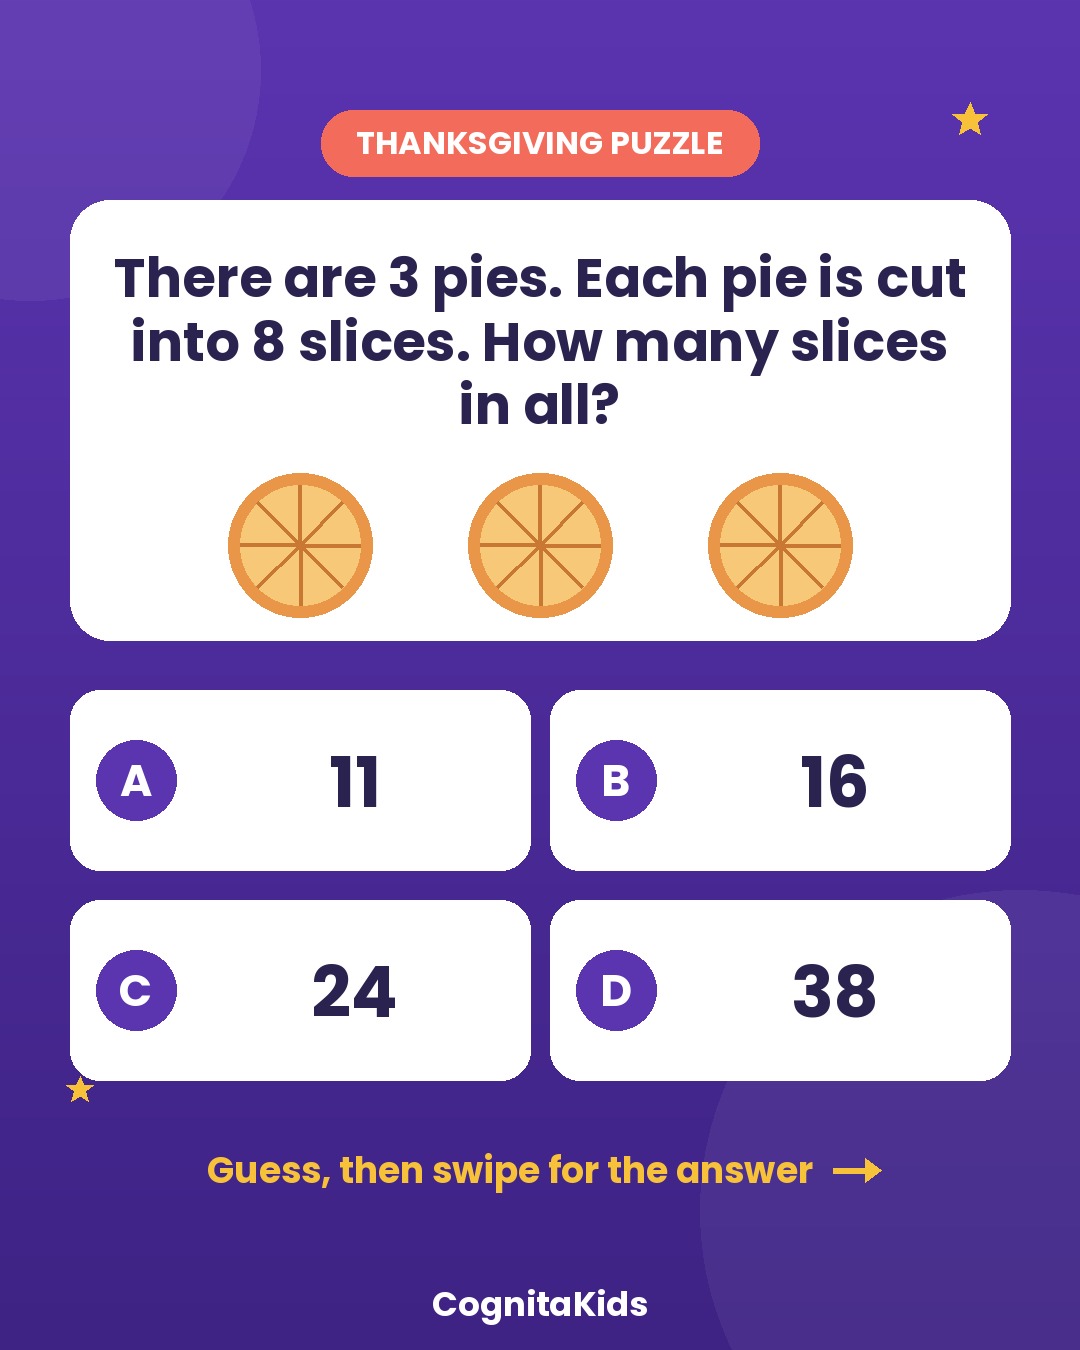 THANKSGIVING PUZZLE
There are 3 pies. Each pie is cut
into 8 slices. How many slices
in all?
A 11
B 16
C 24
D 38
Guess, then swipe for the answer
CognitaKids